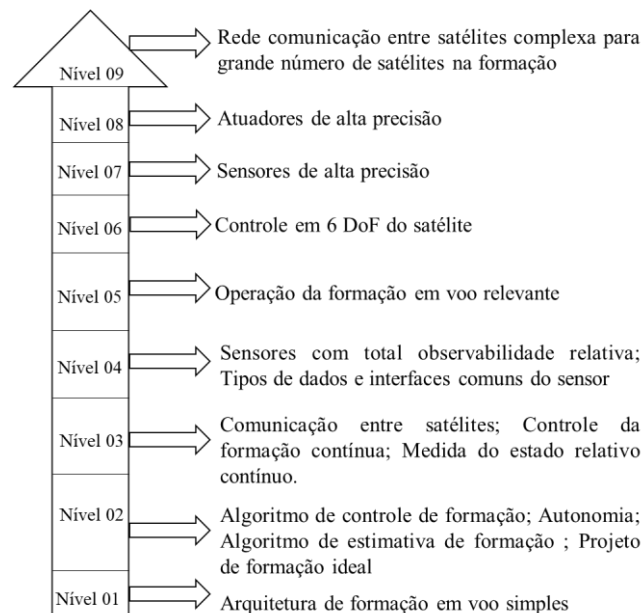 Nível 09
Rede comunicação entre satélites complexa para
grande número de satélites na formação
Nível 08
Atuadores de alta precisão
Nível 07
Sensores de alta precisão
Nível 06
Controle em 6 DoF do satélite
Nível 05
Operação da formação em voo relevante
Nível 04
Sensores com total observabilidade relativa;
Tipos de dados e interfaces comuns do sensor
Nível 03
Comunicação entre satélites; Controle da
formação contínua; Medida do estado relativo
contínuo.
Nível 02
Algoritmo de controle de formação; Autonomia;
Algoritmo de estimativa de formação ; Projeto
de formação ideal
Nível 01
Arquitetura de formação em voo simples